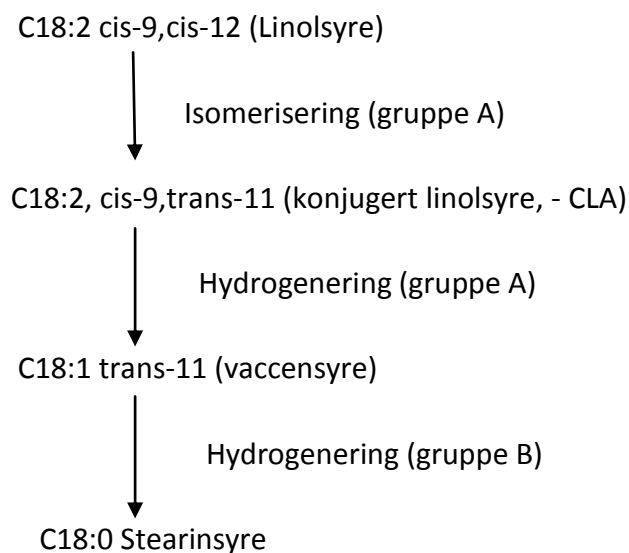 C18:2 cis-9,cis-12 (Linolsyre)
Isomerisering (gruppe A)
C18:2, cis-9,trans-11 (konjugert linolsyre, - CLA)
Hydrogenering (gruppe A)
C18:1 trans-11 (vaccensyre)
Hydrogenering (gruppe B)
C18:0 Stearinsyre